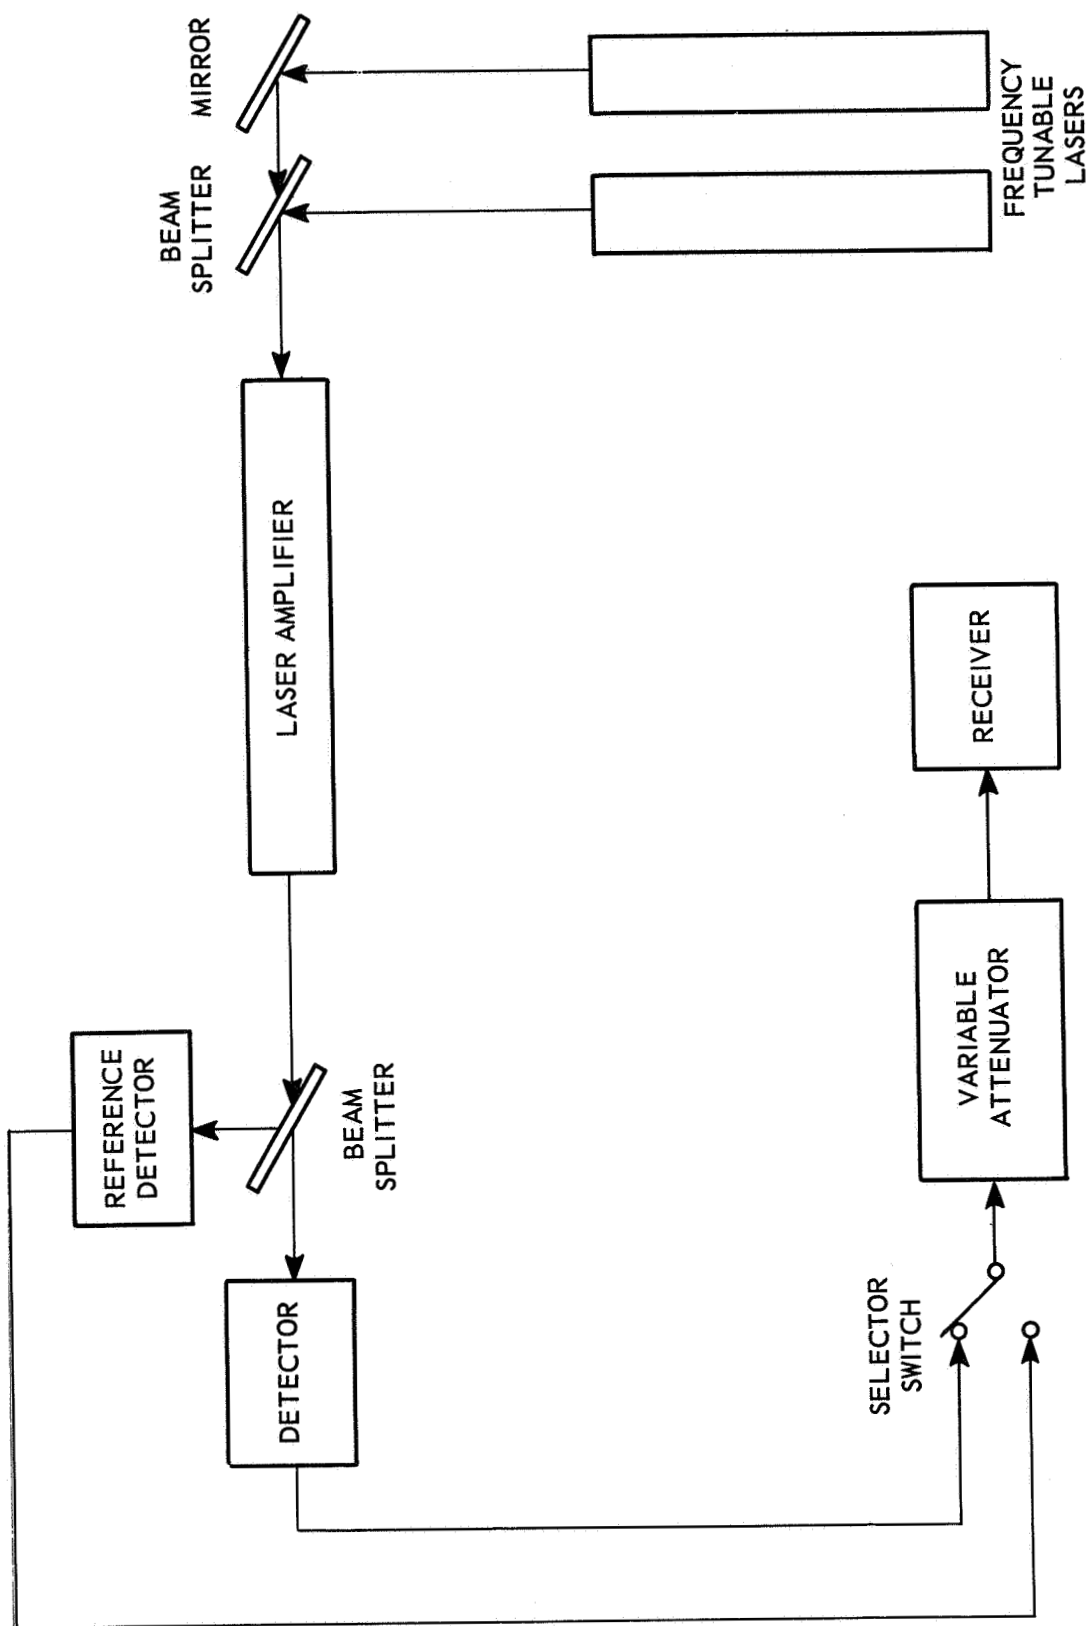 MIRROR
BEAM
SPLITTER
FREQUENCY
TUNABLE
LASERS
LASER AMPLIFIER
REFERENCE
DETECTOR
BEAM
SPLITTER
DETECTOR
SELECTOR
SWITCH
VARIABLE
ATTENUATOR
RECEIVER